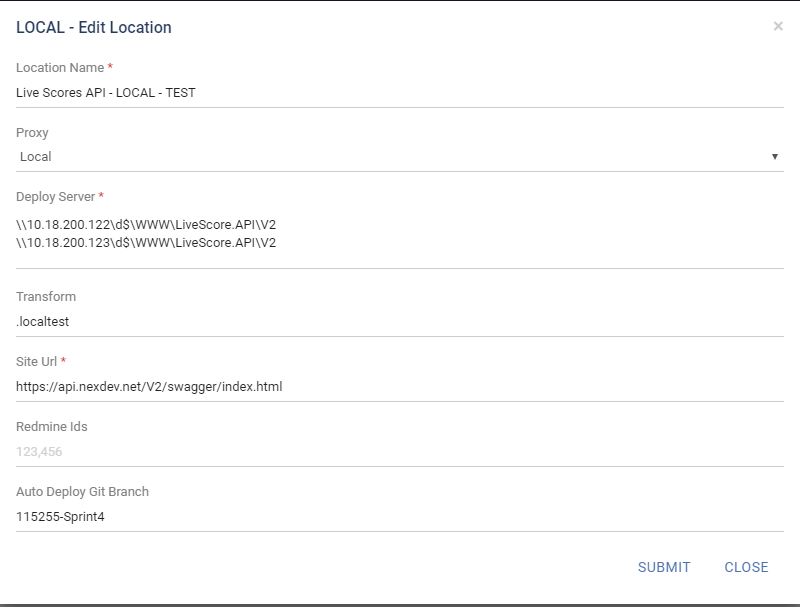 LOCAL - Edit Location
×
Location Name *
Live Scores API - LOCAL - TEST
Proxy
Local
Deploy Server *
\\10.18.200.122\d$\WWW\LiveScore.API\V2
\\10.18.200.123\d$\WWW\LiveScore.API\V2
Transform
.localtest
Site Url *
https://api.nexdev.net/V2/swagger/index.html
Redmine Ids
123,456
Auto Deploy Git Branch
115255-Sprint4
SUBMIT CLOSE